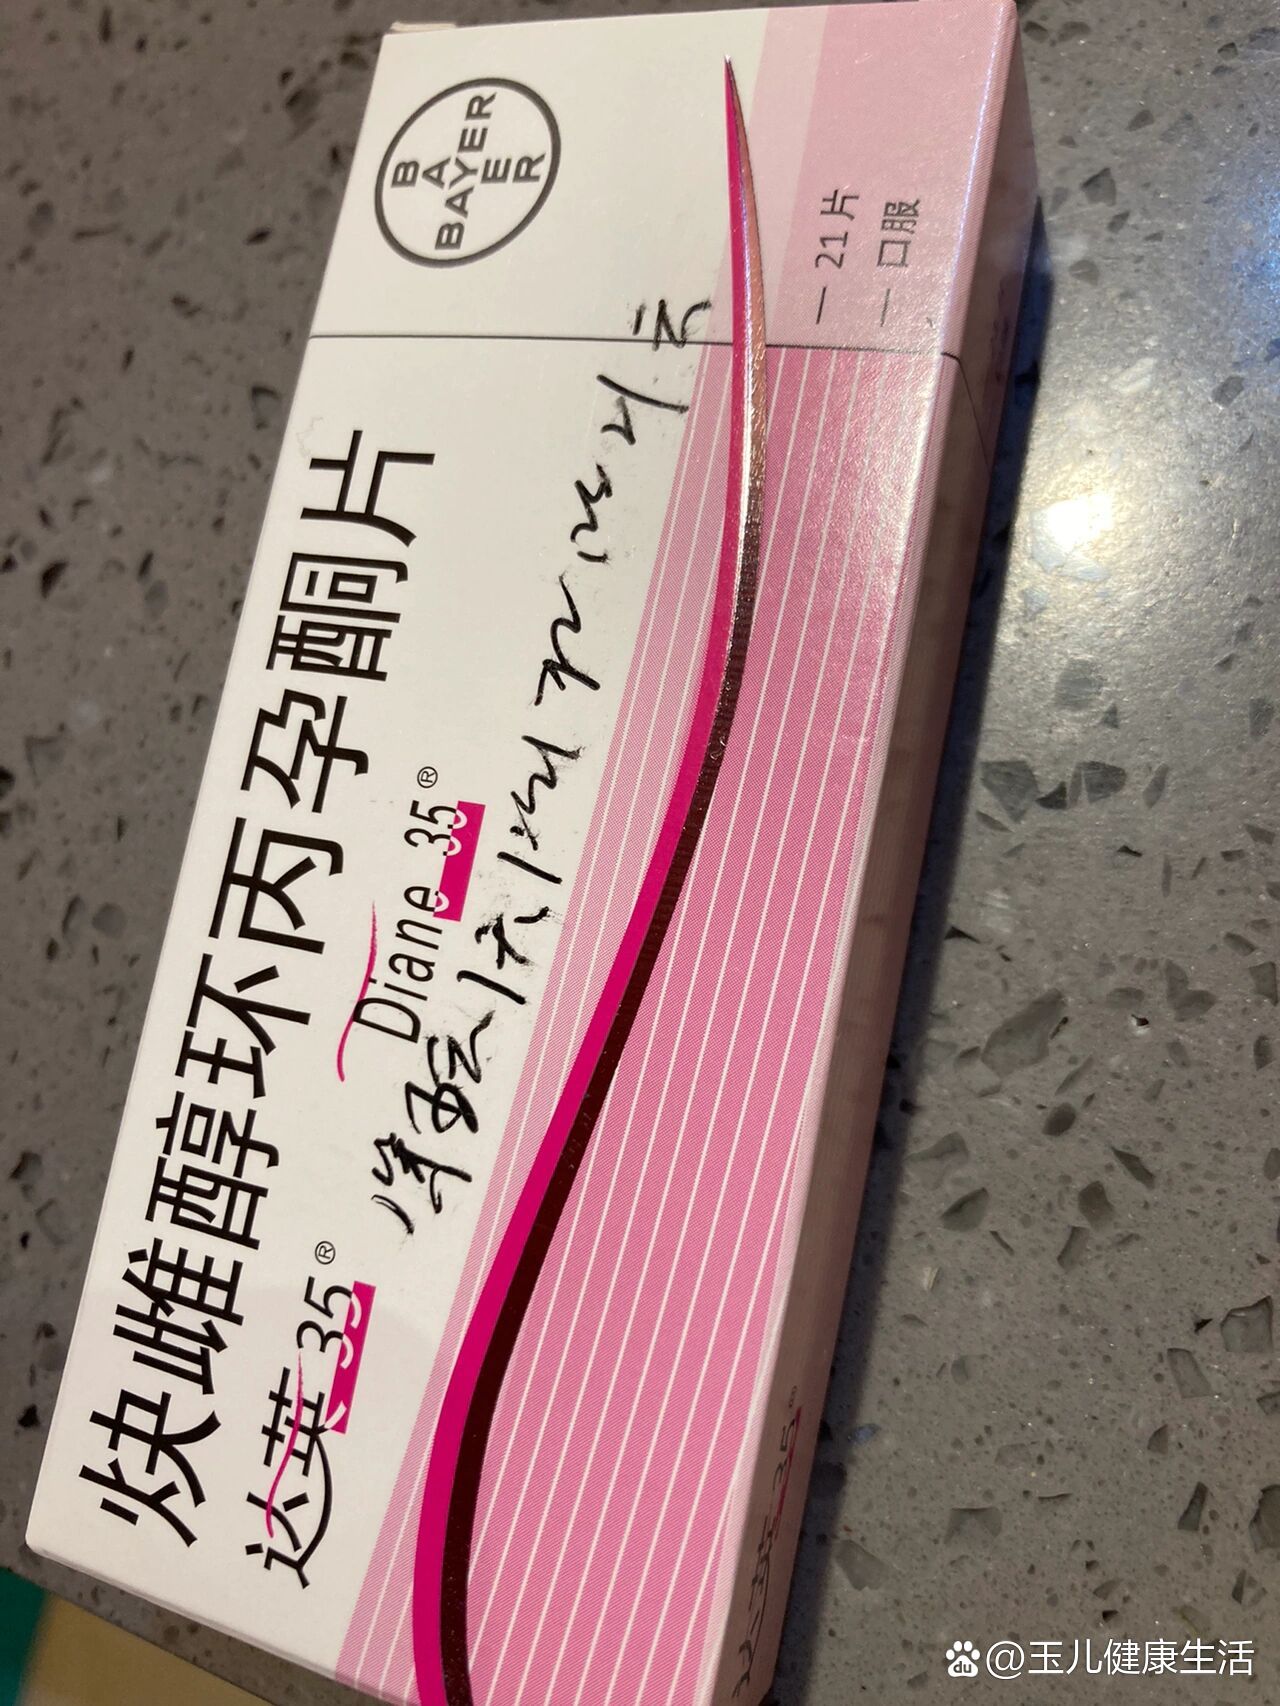 炔雌醇环丙孕酮片
达英-35®
Diane-35®
BAYER
BAYER
— 21片
— 口服
@玉儿健康生活